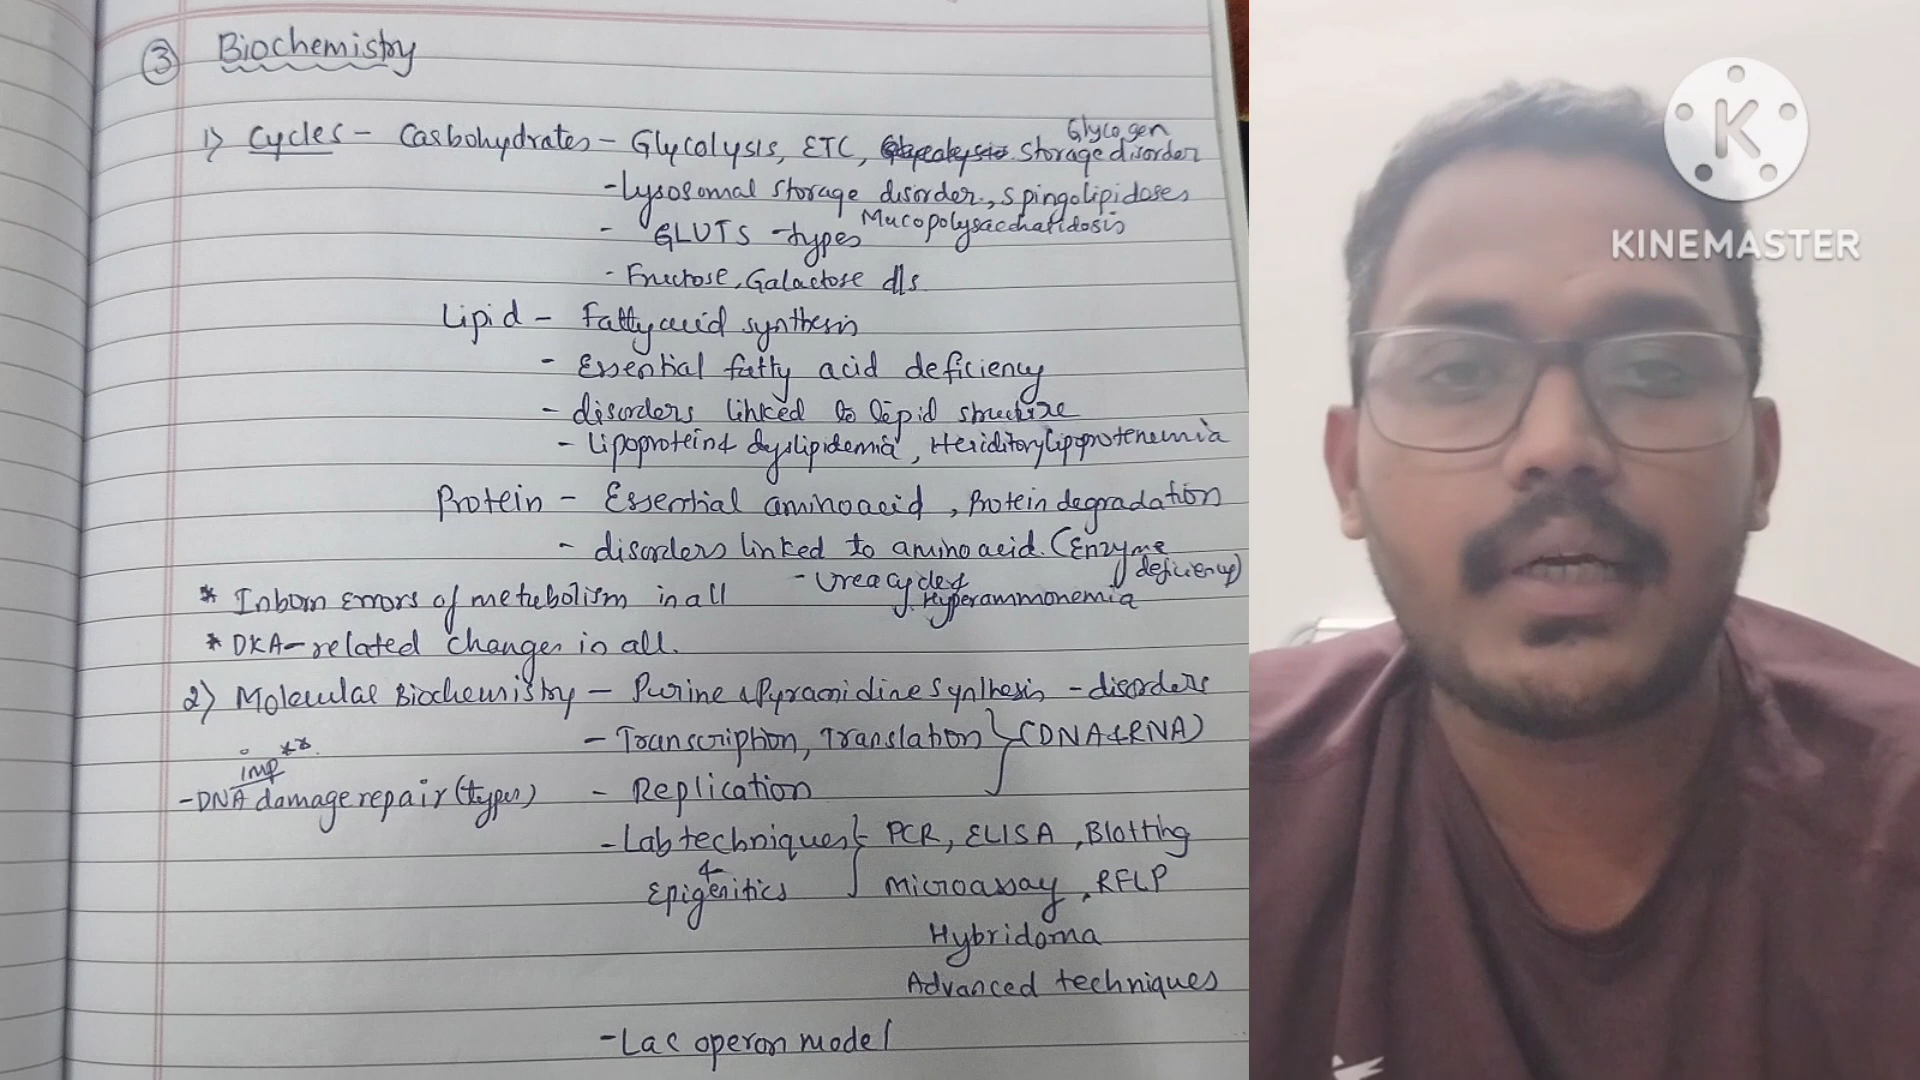 ③ Biochemistry
1) Cycles - Carbohydrates - Glycolysis, ETC, Glycogen storage disorder
- Lysosomal storage disorder, Spingolipidoses
Mucopolysaccharidosis
- GLUTS - types
- Fructose, Galactose d/s
Lipid - Fatty acid synthesis
- Essential fatty acid deficiency
- disorders linked to lipid structure
- Lipoprotein & dyslipidemia, Heriditory lipoprotenemia
Protein - Essential aminoacid, Protein degradation
- disorders linked to amino acid. (Enzyme deficiency)
- Urea cycle & Hyperammonemia
* Inborn Errors of metabolism in all
* DKA - related changes in all.
2) Molecular Biochemistry - Purine & Pyramidine Synthesis - disorders
- Transcription, Translation } (DNA & RNA)
- Replication
imp **
- DNA damage repair (types)
- Lab techniques } PCR, ELISA, Blotting
& Epigenitics
Microassay, RFLP
Hybridoma
Advanced techniques
- Lac operon model
K
KINEMASTER